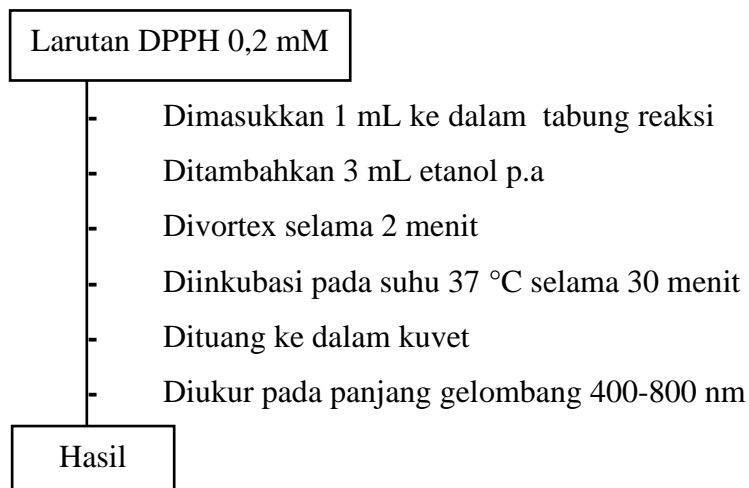 Larutan DPPH 0,2 mM
- Dimasukkan 1 mL ke dalam tabung reaksi
- Ditambahkan 3 mL etanol p.a
- Divortex selama 2 menit
- Diinkubasi pada suhu 37 °C selama 30 menit
- Dituang ke dalam kuvet
- Diukur pada panjang gelombang 400-800 nm
Hasil